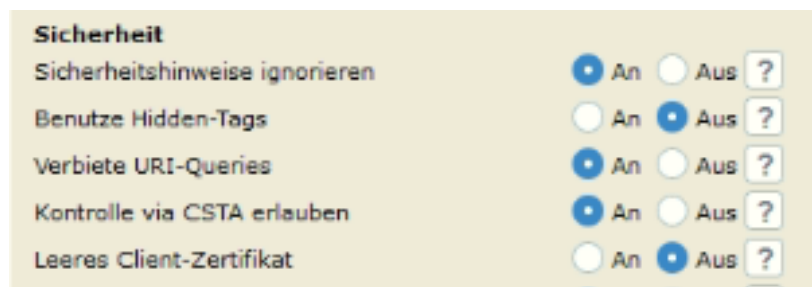 Sicherheit
Sicherheitshinweise ignorieren An Aus ?
Benutze Hidden-Tags An Aus ?
Verbiete URI-Queries An Aus ?
Kontrolle via CSTA erlauben An Aus ?
Leeres Client-Zertifikat An Aus ?